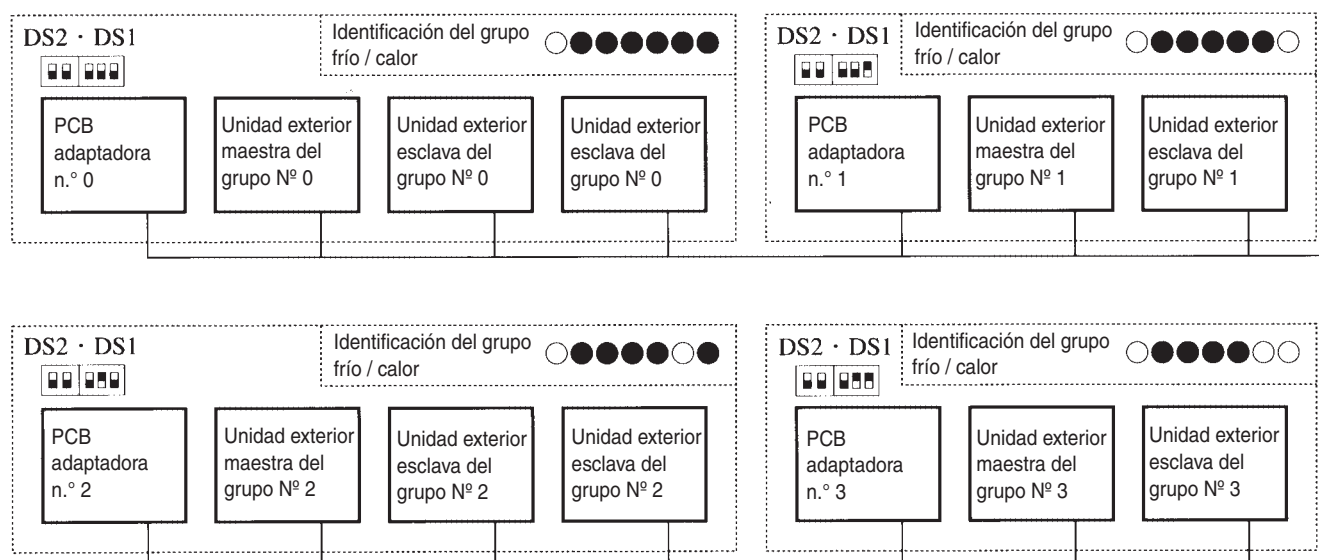 DS2 · DS1
Identificación del grupo
frío / calor
PCB
adaptadora
n.° 0
Unidad exterior
maestra del
grupo Nº 0
Unidad exterior
esclava del
grupo Nº 0
Unidad exterior
esclava del
grupo Nº 0
DS2 · DS1
Identificación del grupo
frío / calor
PCB
adaptadora
n.° 1
Unidad exterior
maestra del
grupo Nº 1
Unidad exterior
esclava del
grupo Nº 1
DS2 · DS1
Identificación del grupo
frío / calor
PCB
adaptadora
n.° 2
Unidad exterior
maestra del
grupo Nº 2
Unidad exterior
esclava del
grupo Nº 2
Unidad exterior
esclava del
grupo Nº 2
DS2 · DS1
Identificación del grupo
frío / calor
PCB
adaptadora
n.° 3
Unidad exterior
maestra del
grupo Nº 3
Unidad exterior
esclava del
grupo Nº 3